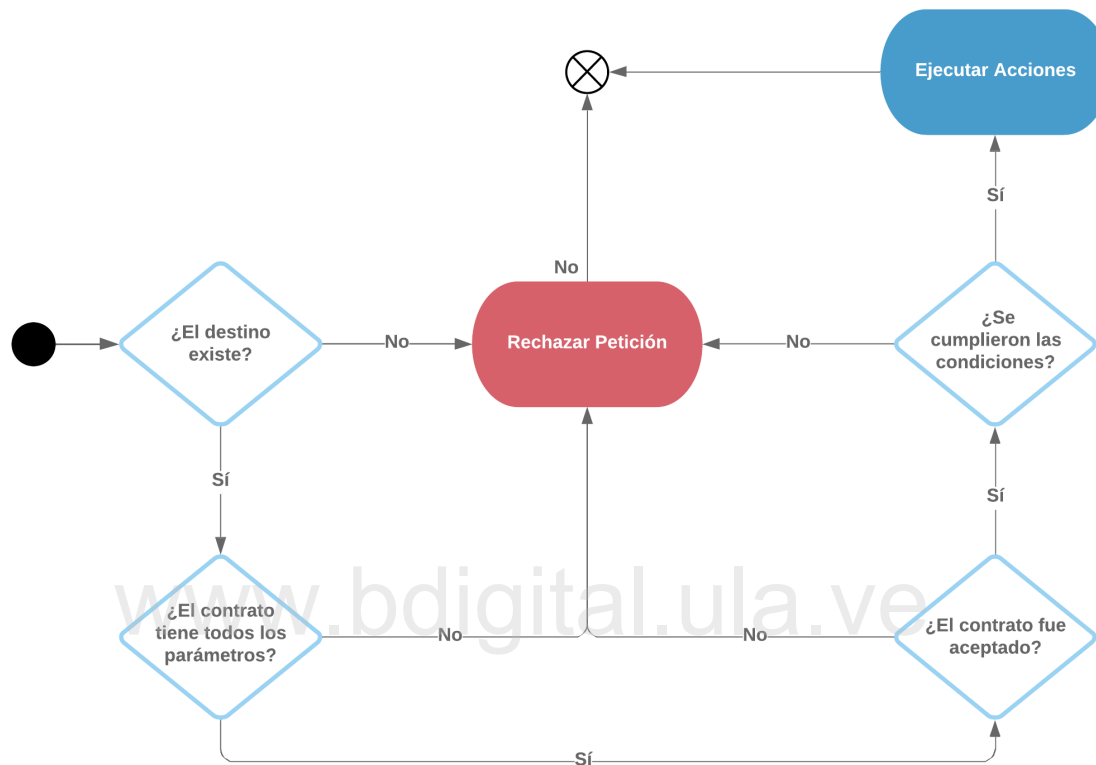 Ejecutar Acciones
Sí
No
¿El destino
existe?
No
Rechazar Petición
No
¿Se
cumplieron las
condiciones?
Sí
Sí
www.bdigital.ula.ve
¿El contrato
tiene todos los
parámetros?
No
No
¿El contrato fue
aceptado?
Sí